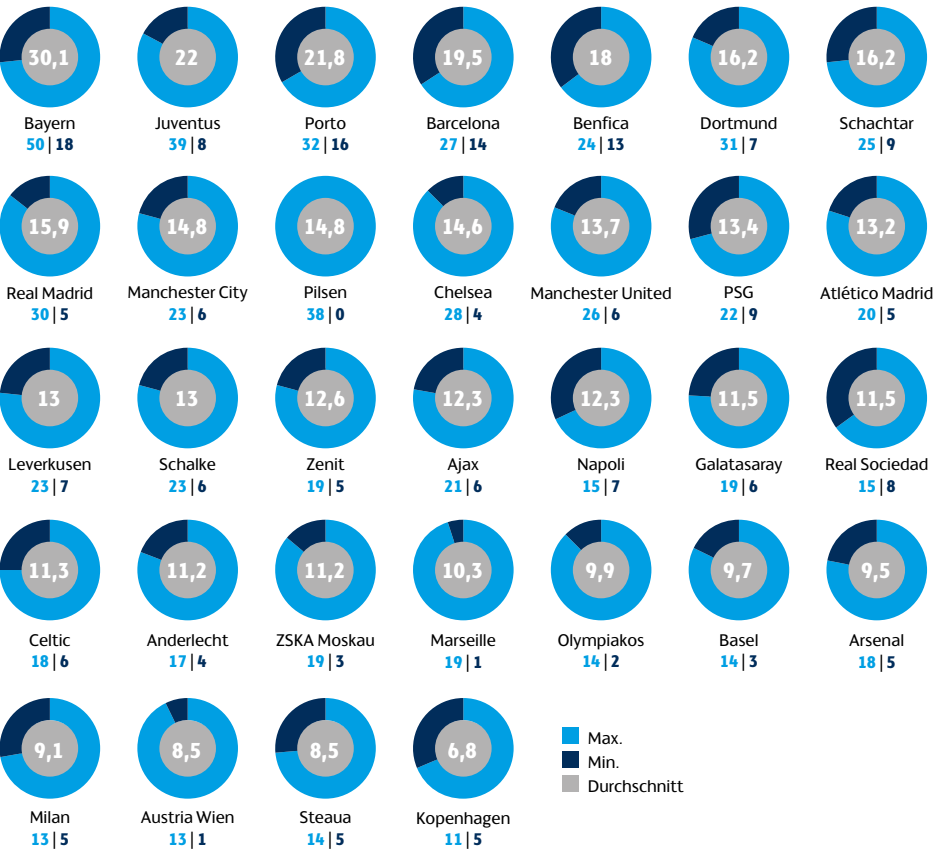 30,1 22 21,8 19,5 18 16,2 16,2
Bayern Juventus Porto Barcelona Benfica Dortmund Schachtar
50|18 39|8 32|16 27|14 24|13 31|7 25|9
15,9 14,8 14,8 14,6 13,7 13,4 13,2
Real Madrid Manchester City Pilsen Chelsea Manchester United PSG Atlético Madrid
30|5 23|6 38|0 28|4 26|6 22|9 20|5
13 13 12,6 12,3 12,3 11,5 11,5
Leverkusen Schalke Zenit Ajax Napoli Galatasaray Real Sociedad
23|7 23|6 19|5 21|6 15|7 19|6 15|8
11,3 11,2 11,2 10,3 9,9 9,7 9,5
Celtic Anderlecht ZSKA Moskau Marseille Olympiakos Basel Arsenal
18|6 17|4 19|3 19|1 14|2 14|3 18|5
9,1 8,5 8,5 6,8
Milan Austria Wien Steaua Kopenhagen
13|5 13|1 14|5 11|5
Max.
Min.
Durchschnitt